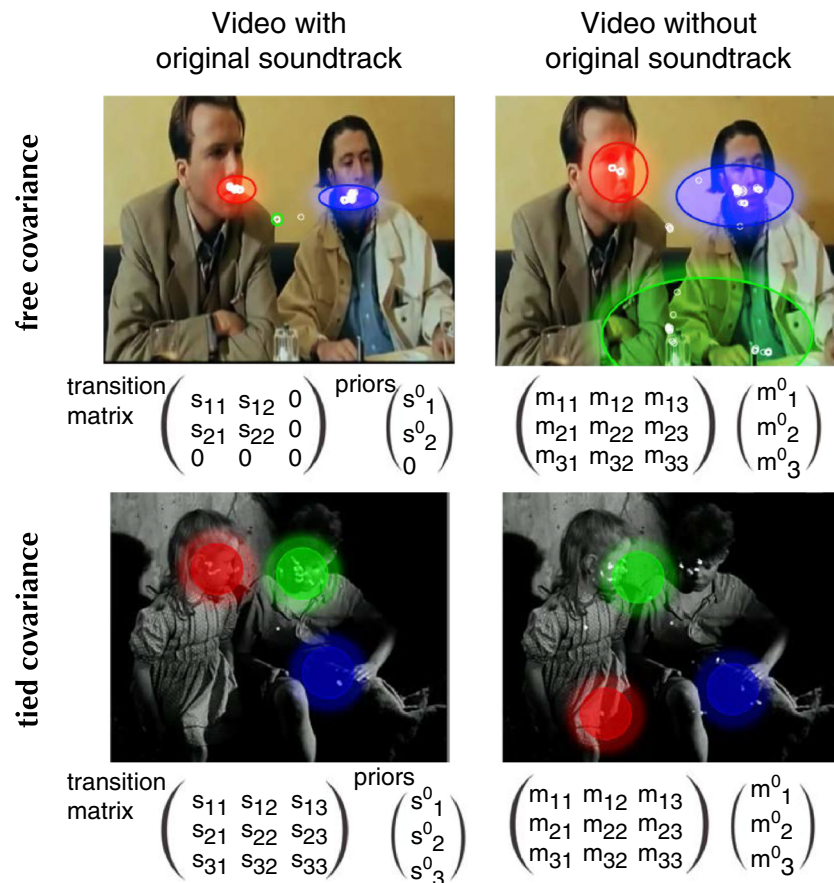 Video with
original soundtrack
Video without
original soundtrack
free covariance
transition
matrix
s₁₁ s₁₂ 0
s₂₁ s₂₂ 0
0 0 0
priors
s⁰₁
s⁰₂
0
m₁₁ m₁₂ m₁₃
m₂₁ m₂₂ m₂₃
m₃₁ m₃₂ m₃₃
m⁰₁
m⁰₂
m⁰₃
tied covariance
transition
matrix
s₁₁ s₁₂ s₁₃
s₂₁ s₂₂ s₂₃
s₃₁ s₃₂ s₃₃
priors
s⁰₁
s⁰₂
s⁰₃
m₁₁ m₁₂ m₁₃
m₂₁ m₂₂ m₂₃
m₃₁ m₃₂ m₃₃
m⁰₁
m⁰₂
m⁰₃